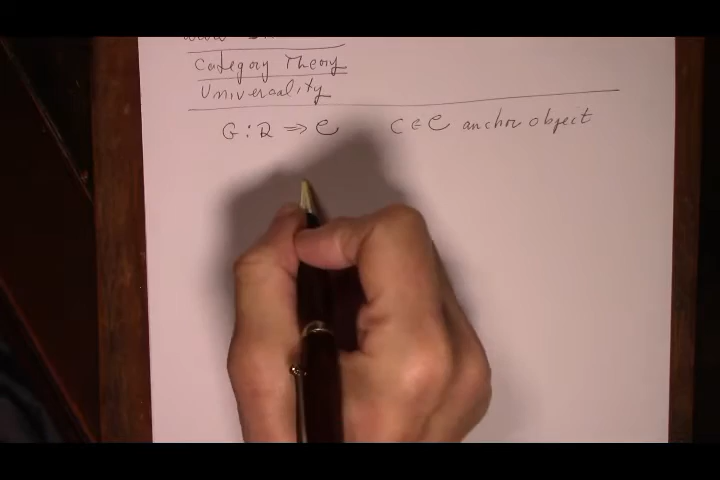 Category Theory
Universality
G : D ⇒ C    C ∈ C anchor object